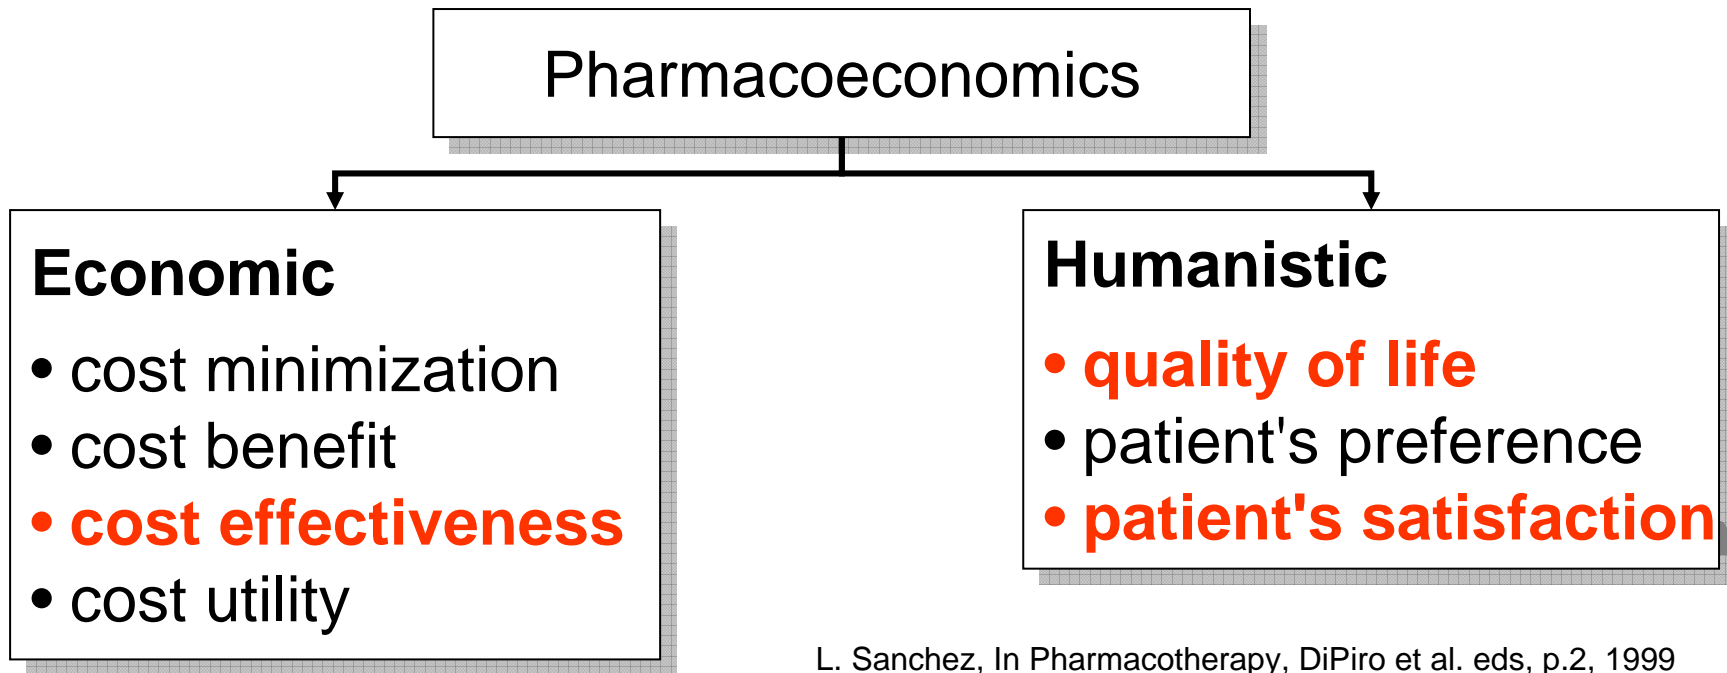 Pharmacoeconomics
Economic
• cost minimization
• cost benefit
• cost effectiveness
• cost utility
Humanistic
• quality of life
• patient's preference
• patient's satisfaction
L. Sanchez, In Pharmacotherapy, DiPiro et al. eds, p.2, 1999